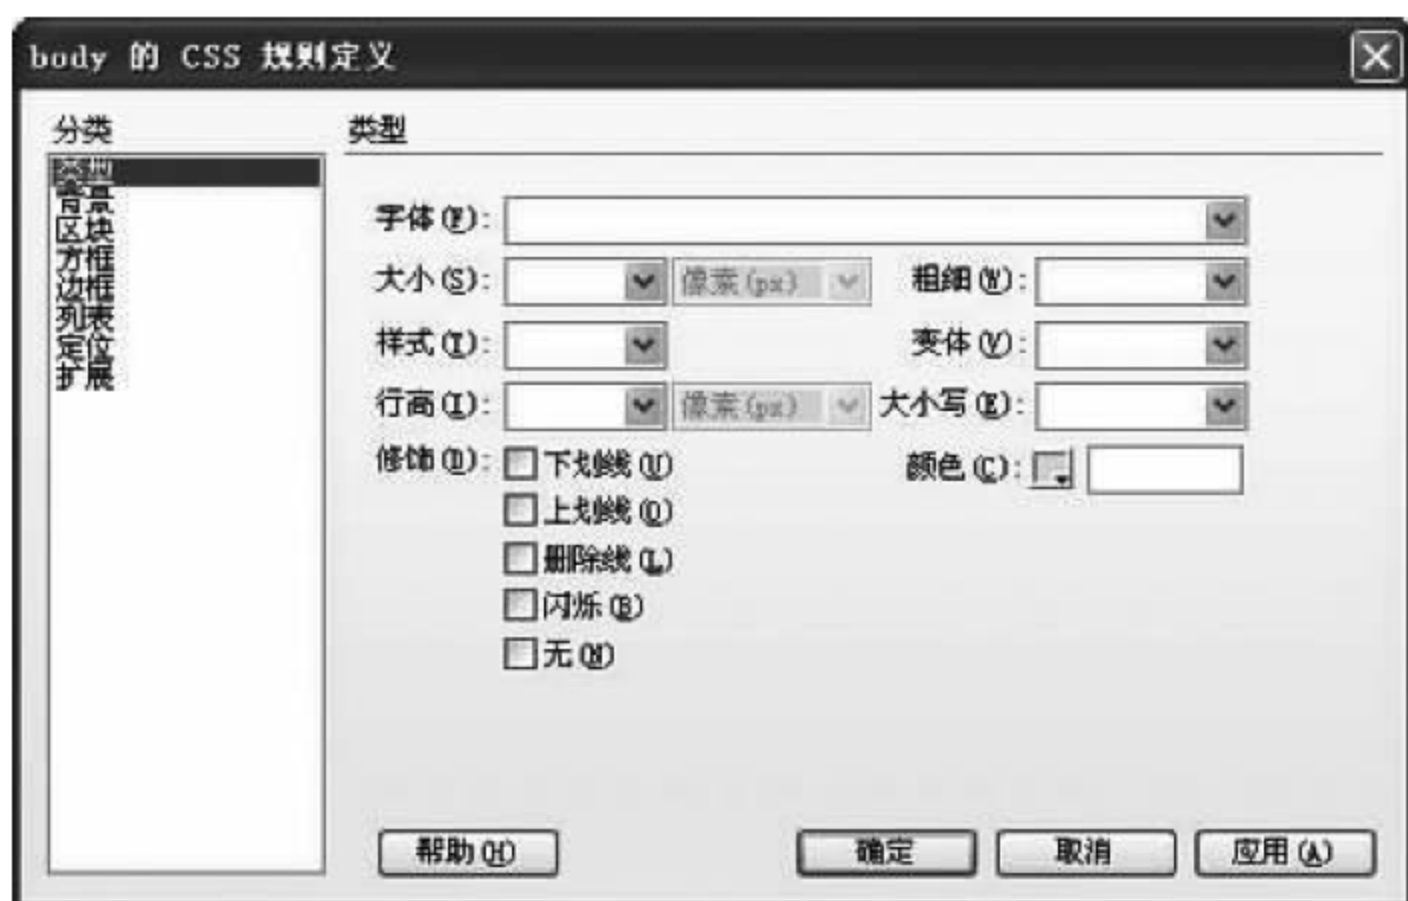 body 的 CSS 规则定义
分类
类型
类型
背景
区块
方框
边框
列表
定位
扩展
字体(F):
大小(S): 像素(px) 粗细(W):
样式(T): 变体(V):
行高(I): 像素(px) 大小写(E):
修饰(D): 下划线(U) 颜色(C):
上划线(O)
删除线(L)
闪烁(B)
无(N)
帮助(H) 确定 取消 应用(A)